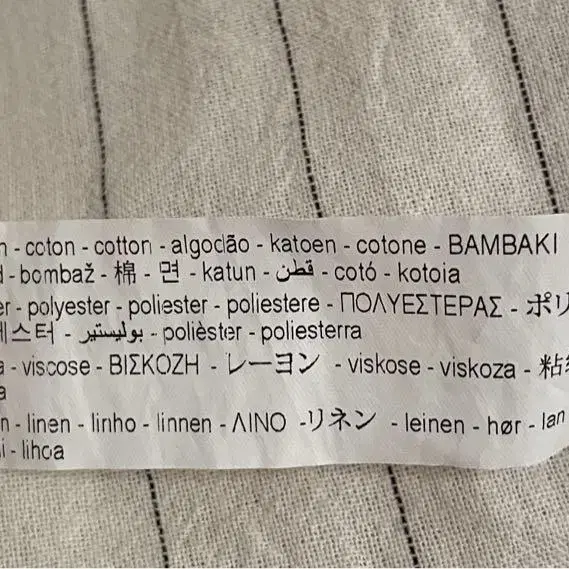 n - coton - cotton - algodão - katoen - cotone - BAMBAKI
d - bombaž - 棉 - 면 - katun - قطن - cotó - kotoia
er - polyester - poliester - poliestere - ΠΟΛΥΕΣΤΕΡΑΣ - ポリ
에스터 - بوليستير - polièster - poliesterra
a - viscose - ΒΙΣΚΟΖΗ - レーヨン - viskose - viskoza - 粘
a
n - linen - linho - linnen - ΛΙΝΟ - リネン - leinen - hør - lan
i - lihoa